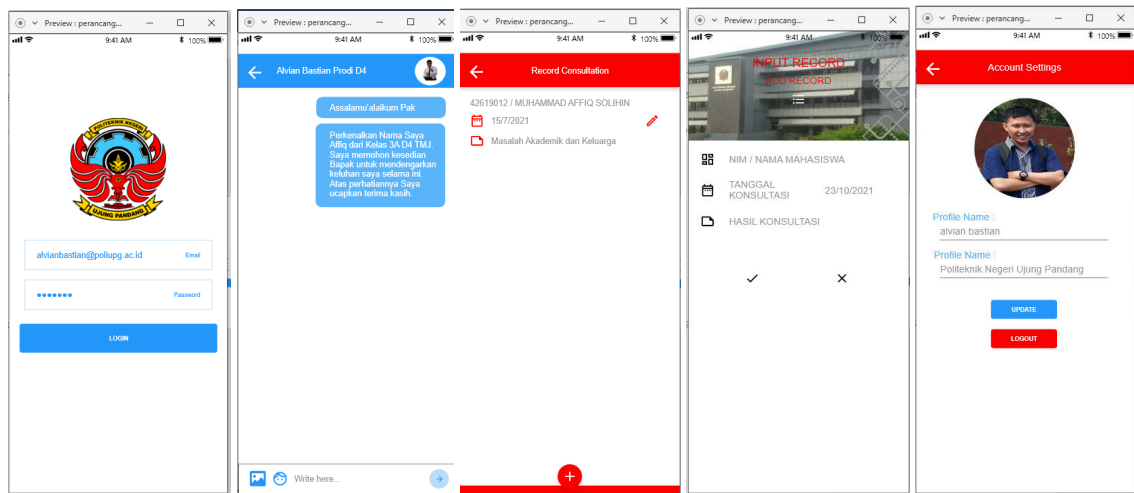 Preview : perancang...
9:41 AM
100%
POLITEKNIK NEGERI
UJUNG PANDANG
alvianbastian@poliupg.ac.id
Email
Password
LOGIN
Preview : perancang...
9:41 AM
100%
Alvian Bastian Prodi D4
Assalamu'alaikum Pak
Perkenalkan Nama Saya
Affiq dari Kelas 3A D4 TMJ.
Saya memohon kesedian
Bapak untuk mendengarkan
keluhan saya selama ini.
Atas perhatiannya Saya
ucapkan terima kasih.
Write here...
Preview : perancang...
9:41 AM
100%
Record Consultation
42619012 / MUHAMMAD AFFIQ SOLIHIN
15/7/2021
Masalah Akademik dan Keluarga
Preview : perancang...
9:41 AM
100%
INPUT RECORD
ADD RECORD
NIM / NAMA MAHASISWA
TANGGAL
KONSULTASI
23/10/2021
HASIL KONSULTASI
Preview : perancang...
9:41 AM
100%
Account Settings
Profile Name :
alvian bastian
Profile Name :
Politeknik Negeri Ujung Pandang
UPDATE
LOGOUT